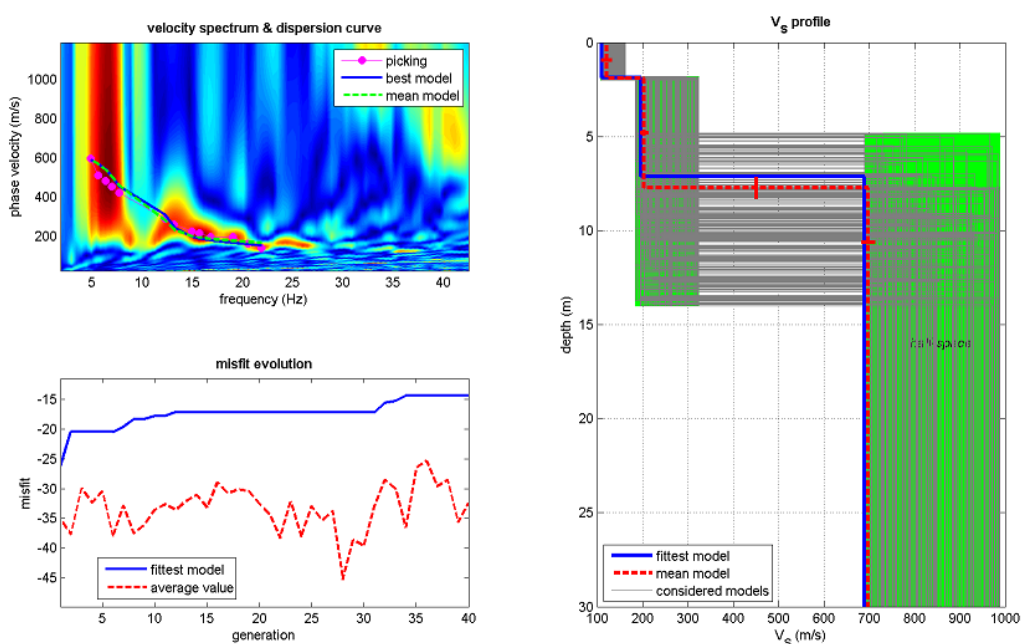 velocity spectrum & dispersion curve
phase velocity (m/s)
1000
800
600
400
200
picking
best model
mean model
5 10 15 20 25 30 35 40
frequency (Hz)
misfit evolution
misfit
-15
-20
-25
-30
-35
-40
-45
fittest model
average value
5 10 15 20 25 30 35 40
generation
VS profile
depth (m)
0
5
10
15
20
25
30
half-space
fittest model
mean model
considered models
100 200 300 400 500 600 700 800 900 1000
VS (m/s)